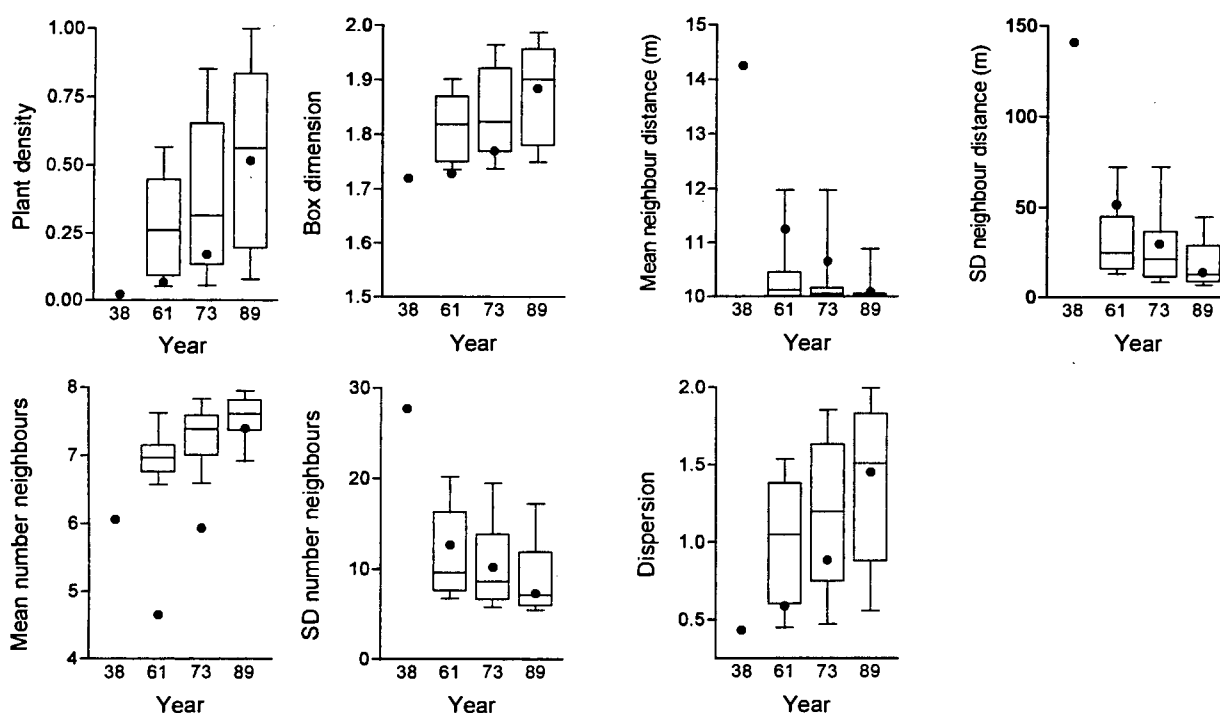 Plant density
1.00
0.75
0.50
0.25
0.00
38 61 73 89
Year
Box dimension
2.0
1.9
1.8
1.7
1.6
1.5
38 61 73 89
Year
Mean neighbour distance (m)
15
14
13
12
11
10
38 61 73 89
Year
SD neighbour distance (m)
150
100
50
0
38 61 73 89
Year
Mean number neighbours
8
7
6
5
4
38 61 73 89
Year
SD number neighbours
30
20
10
0
38 61 73 89
Year
Dispersion
2.0
1.5
1.0
0.5
38 61 73 89
Year